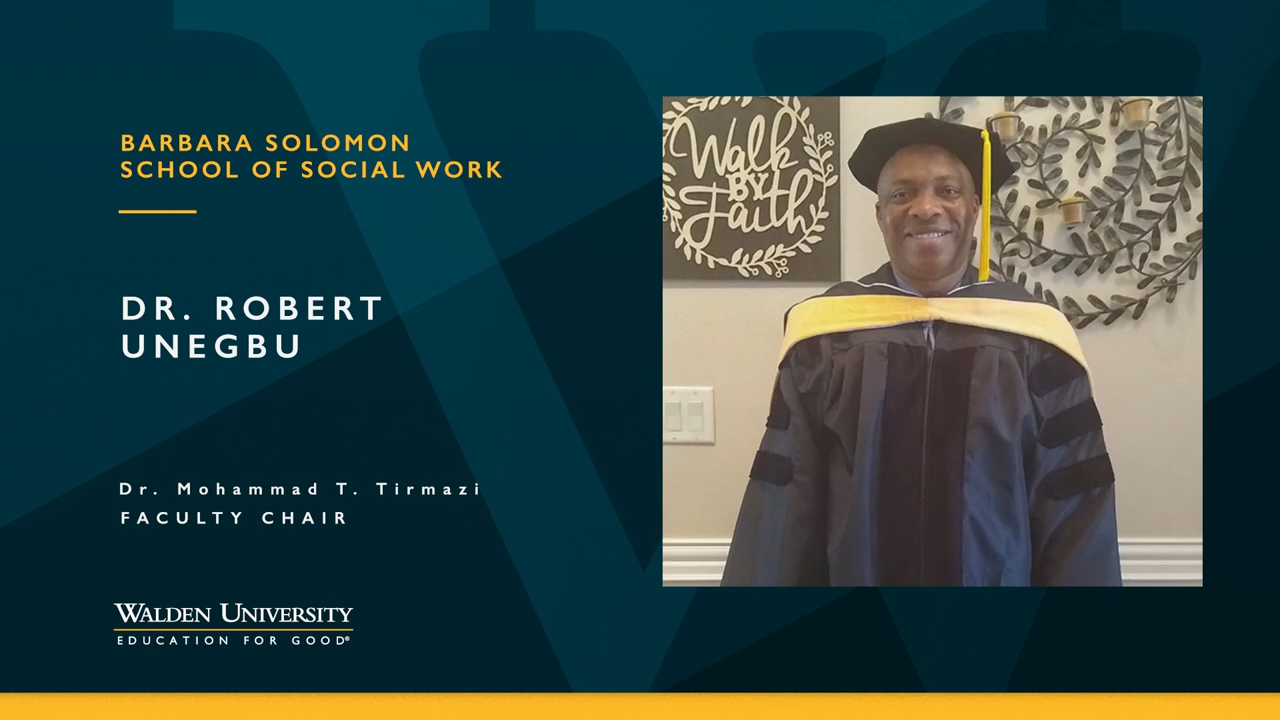 BARBARA SOLOMON
SCHOOL OF SOCIAL WORK
DR. ROBERT
UNEGBU
Dr. Mohammad T. Tirmazi
FACULTY CHAIR
WALDEN UNIVERSITY
EDUCATION FOR GOOD®
Walk
BY
Faith